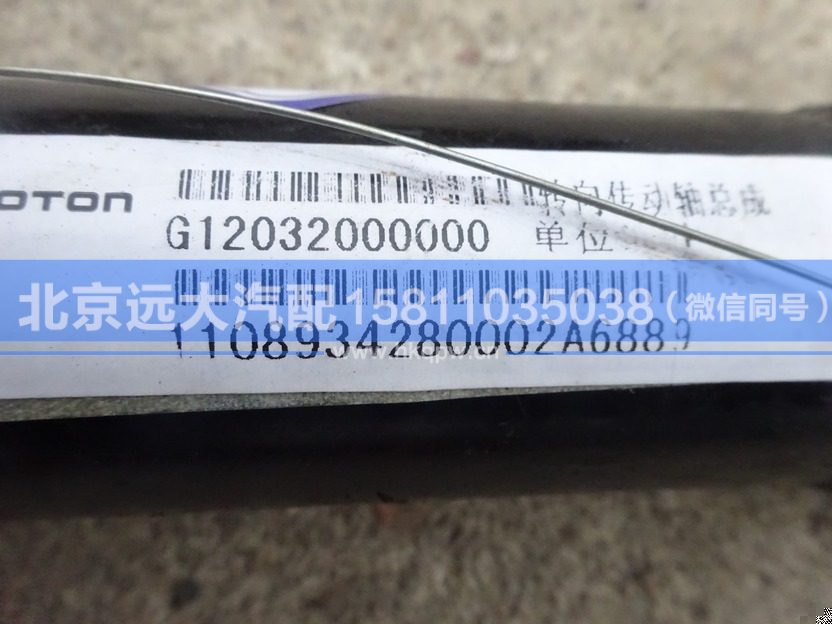 OTON
转向传动轴总成
G12032000000 单位
北京远大汽配 15811035038（微信同号）
1108934280002A6889